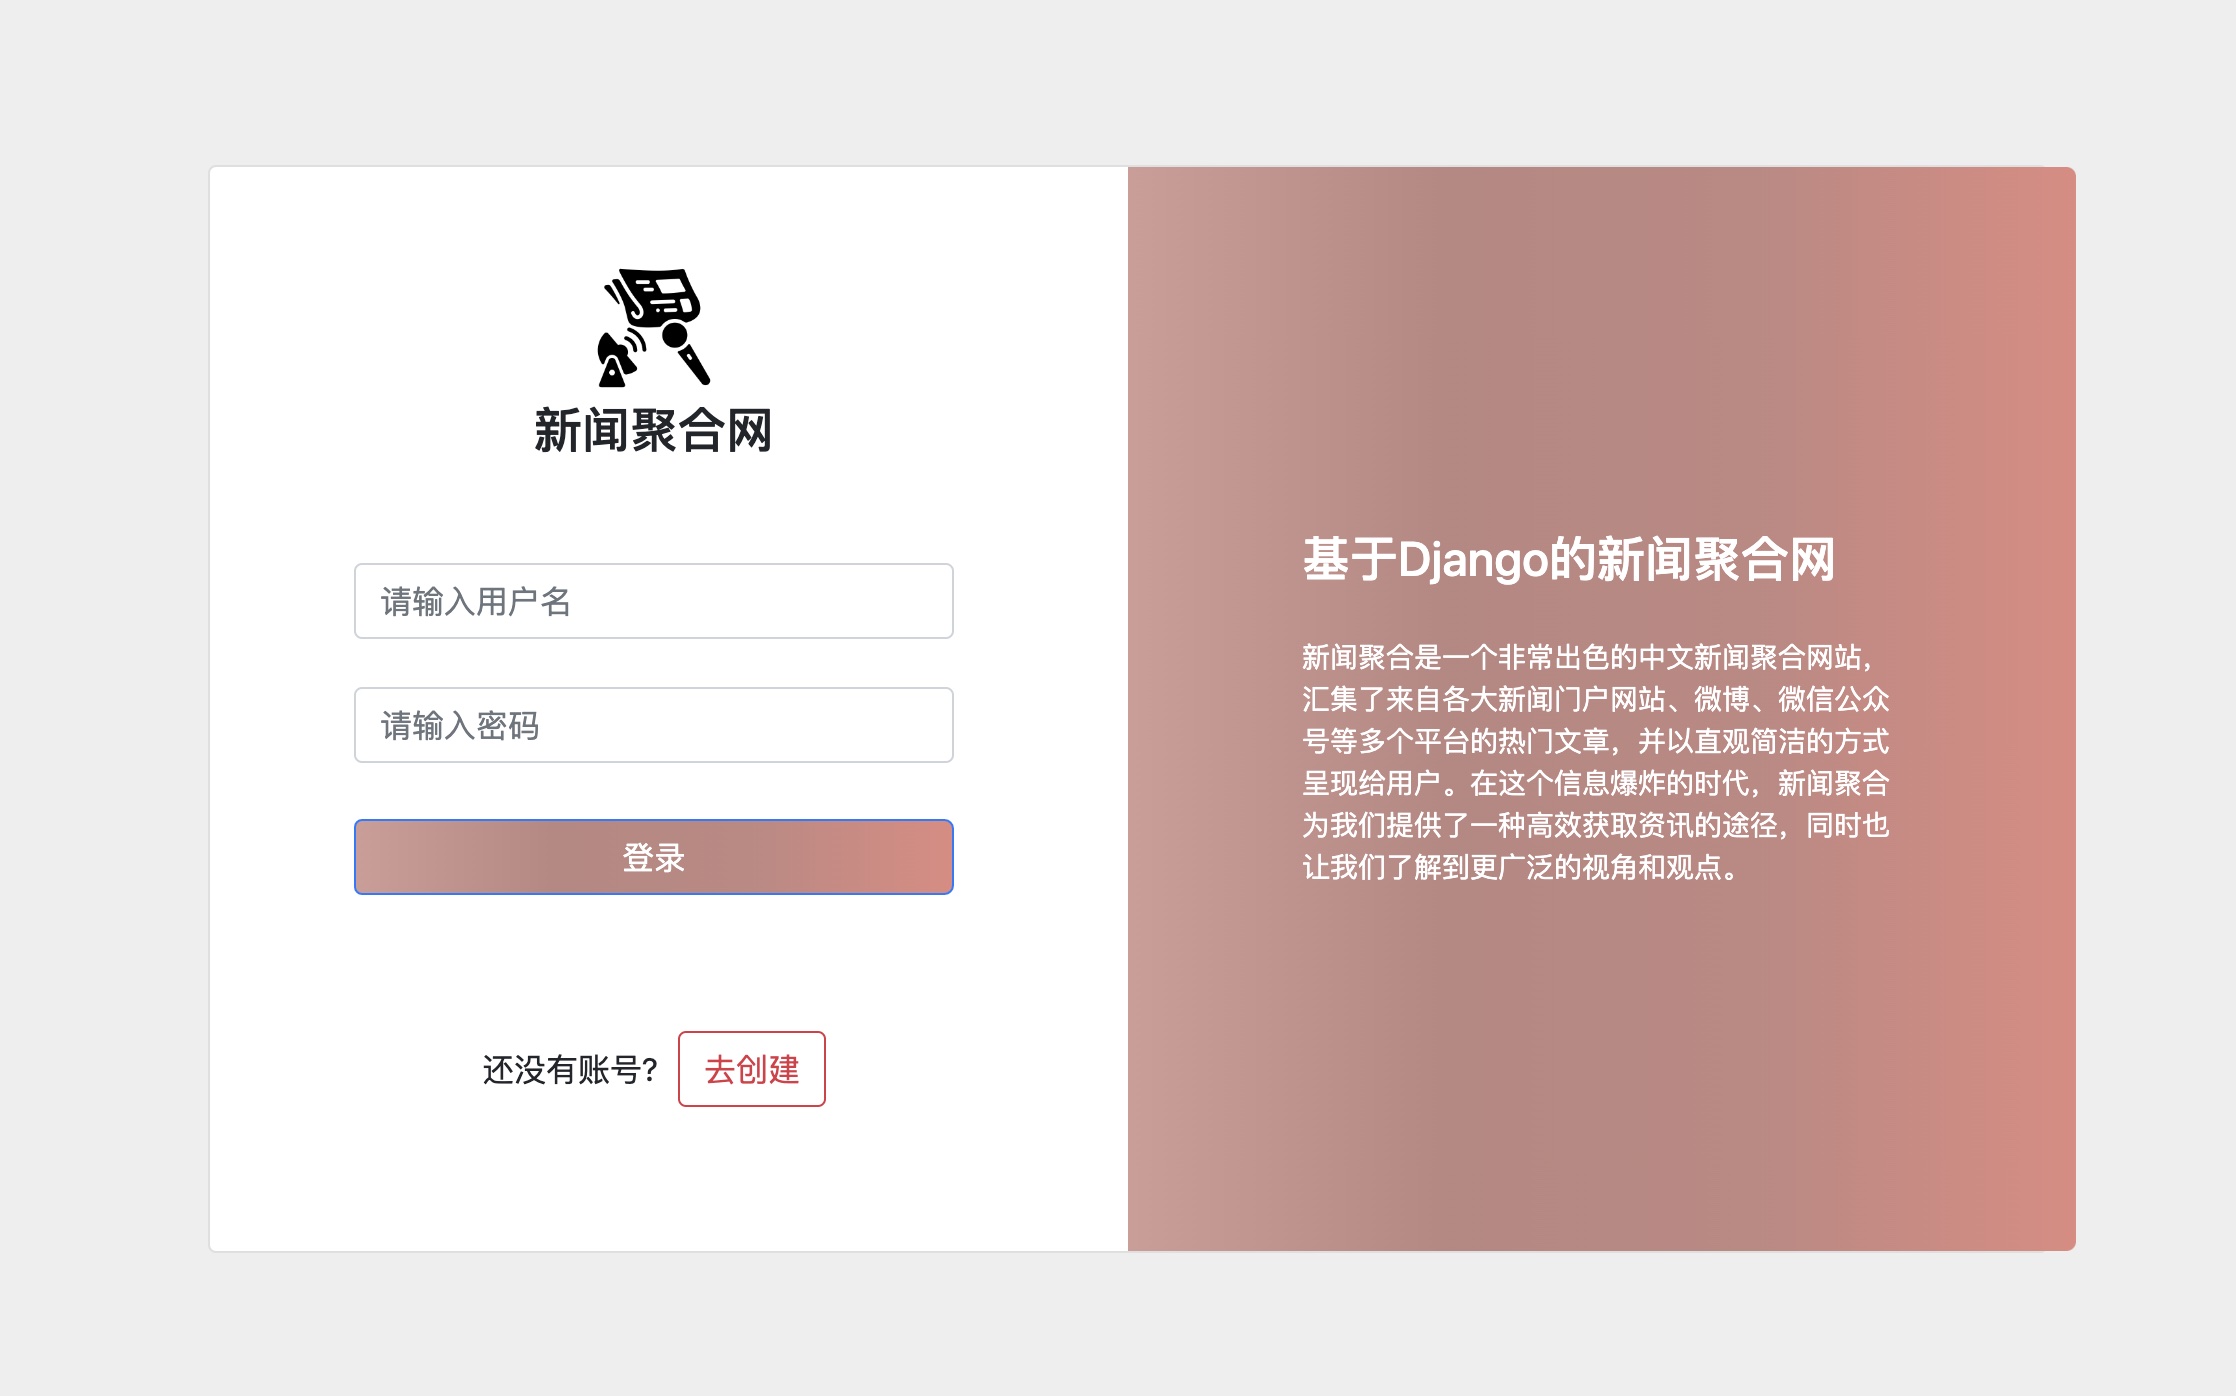 新闻聚合网
请输入用户名
请输入密码
登录
还没有账号?
去创建
基于Django的新闻聚合网
新闻聚合是一个非常出色的中文新闻聚合网站，
汇集了来自各大新闻门户网站、微博、微信公众
号等多个平台的热门文章，并以直观简洁的方式
呈现给用户。在这个信息爆炸的时代，新闻聚合
为我们提供了一种高效获取资讯的途径，同时也
让我们了解到更广泛的视角和观点。